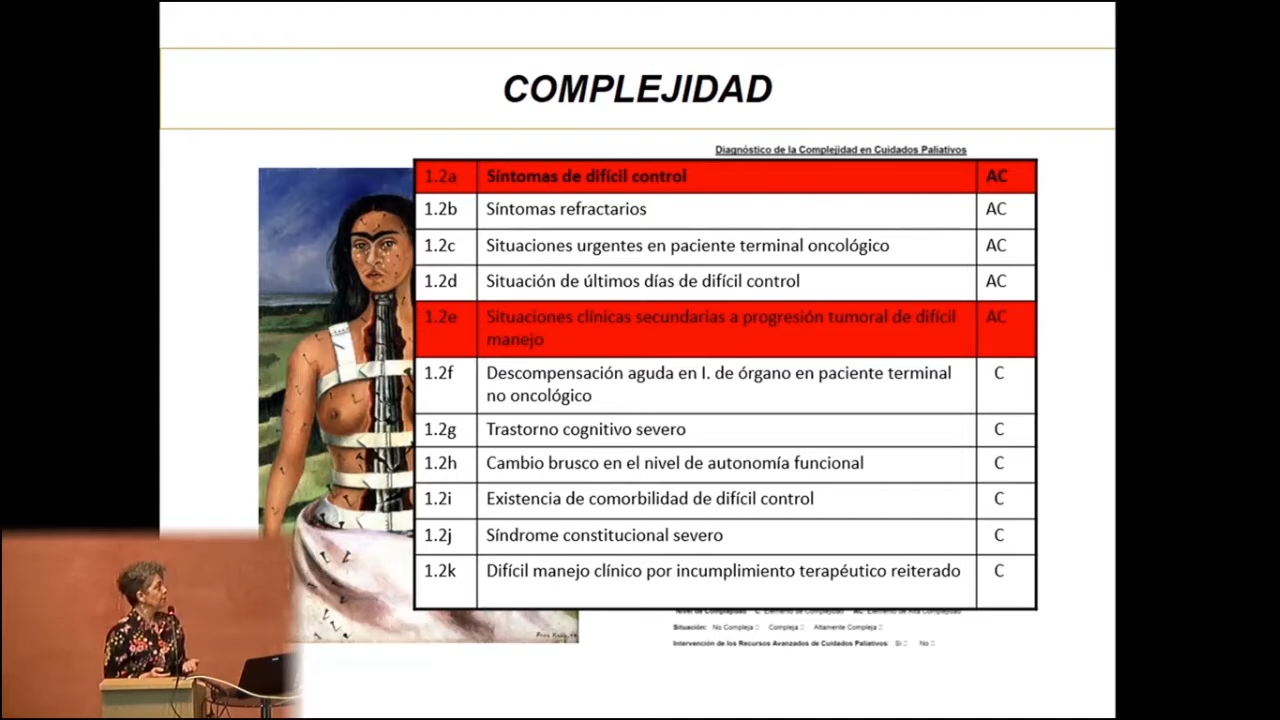 COMPLEJIDAD
Diagnóstico de la Complejidad en Cuidados Paliativos
1.2a Síntomas de difícil control AC
1.2b Síntomas refractarios AC
1.2c Situaciones urgentes en paciente terminal oncológico AC
1.2d Situación de últimos días de difícil control AC
1.2e Situaciones clínicas secundarias a progresión tumoral de difícil AC
manejo
1.2f Descompensación aguda en I. de órgano en paciente terminal C
no oncológico
1.2g Trastorno cognitivo severo C
1.2h Cambio brusco en el nivel de autonomía funcional C
1.2i Existencia de comorbilidad de difícil control C
1.2j Síndrome constitucional severo C
1.2k Difícil manejo clínico por incumplimiento terapéutico reiterado C
Nivel de Complejidad C: Elemento de Complejidad AC: Elemento de Alta Complejidad
Situación: No Compleja □ Compleja □ Altamente Compleja □
Intervención de los Recursos Avanzados de Cuidados Paliativos: Si □ No □